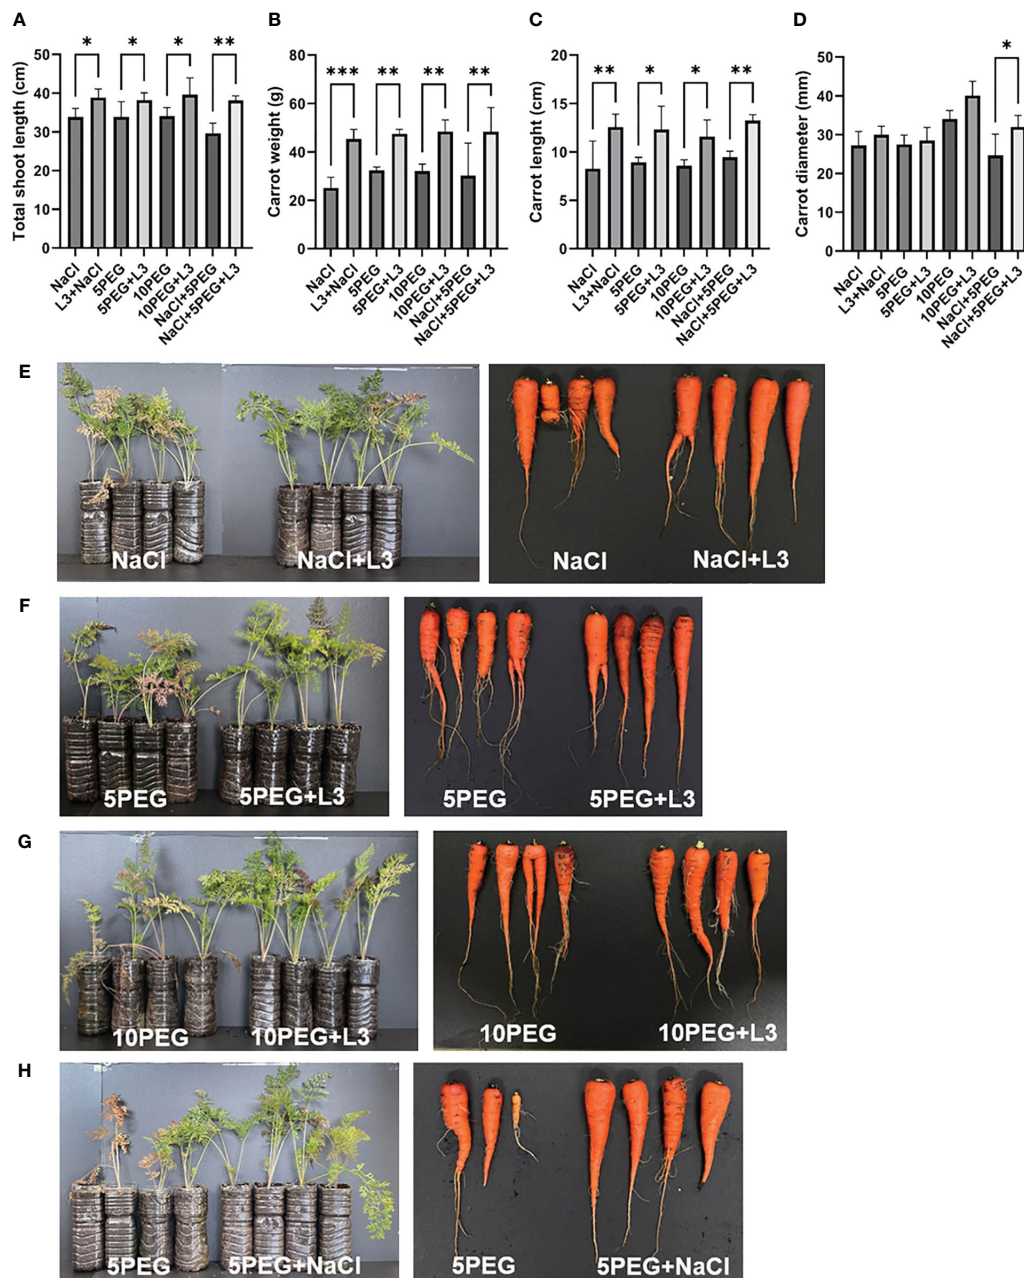 A
Total shoot length (cm)
50
40
30
20
10
0
*
*
*
**
NaCl
L3+NaCl
5PEG
5PEG+L3
10PEG
10PEG+L3
NaCl+5PEG
NaCl+5PEG+L3
B
Carrot weight (g)
80
60
40
20
0
***
**
**
**
NaCl
L3+NaCl
5PEG
5PEG+L3
10PEG
10PEG+L3
NaCl+5PEG
NaCl+5PEG+L3
C
Carrot lenght (cm)
20
15
10
5
0
**
*
*
**
NaCl
L3+NaCl
5PEG
5PEG+L3
10PEG
10PEG+L3
NaCl+5PEG
NaCl+5PEG+L3
D
Carrot diameter (mm)
50
40
30
20
10
0
*
NaCl
L3+NaCl
5PEG
5PEG+L3
10PEG
10PEG+L3
NaCl+5PEG
NaCl+5PEG+L3
E
NaCl
NaCl+L3
NaCl
NaCl+L3
F
5PEG
5PEG+L3
5PEG
5PEG+L3
G
10PEG
10PEG+L3
10PEG
10PEG+L3
H
5PEG
5PEG+NaCl
5PEG
5PEG+NaCl